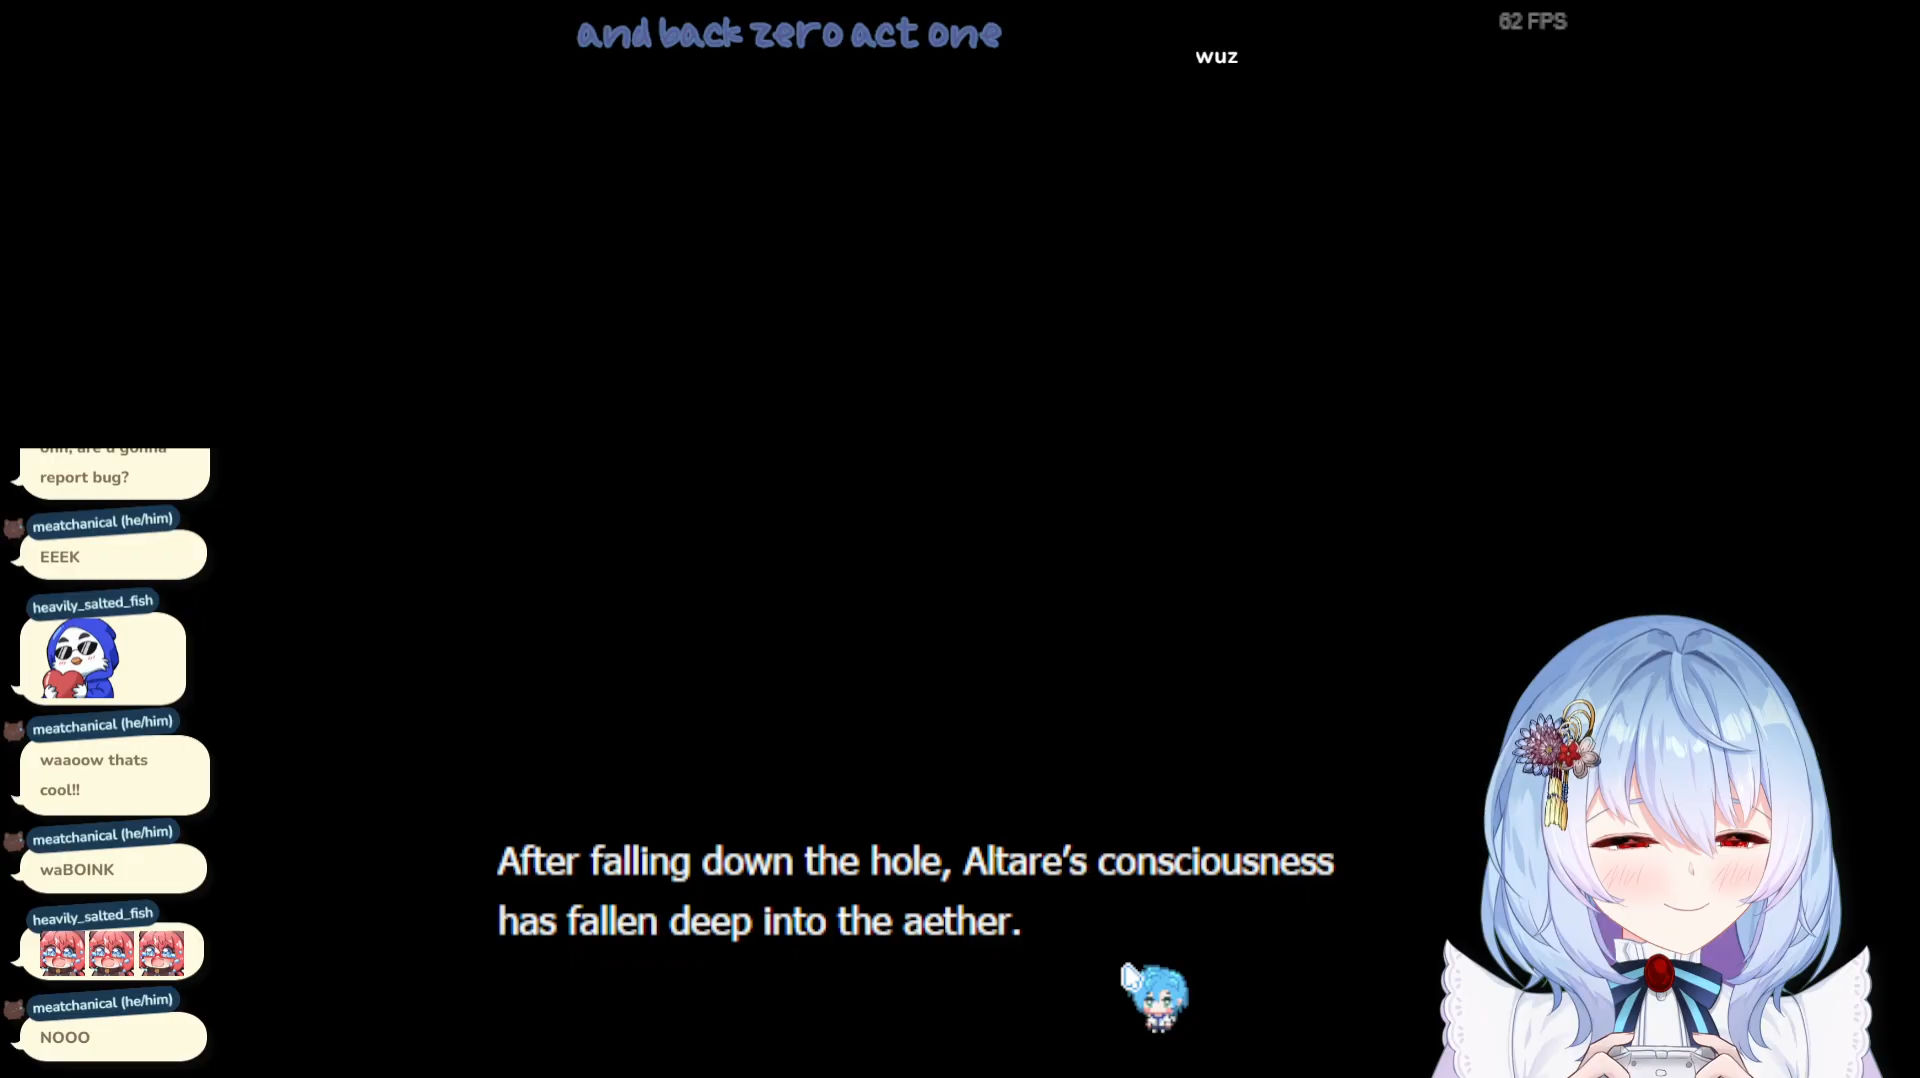 and back zero act one
62 FPS
wuz
report bug?
meatchanical (he/him)
EEEK
heavily_salted_fish
meatchanical (he/him)
waaoow thats
cool!!
meatchanical (he/him)
waBOINK
heavily_salted_fish
meatchanical (he/him)
NOOO
After falling down the hole, Altare’s consciousness
has fallen deep into the aether.